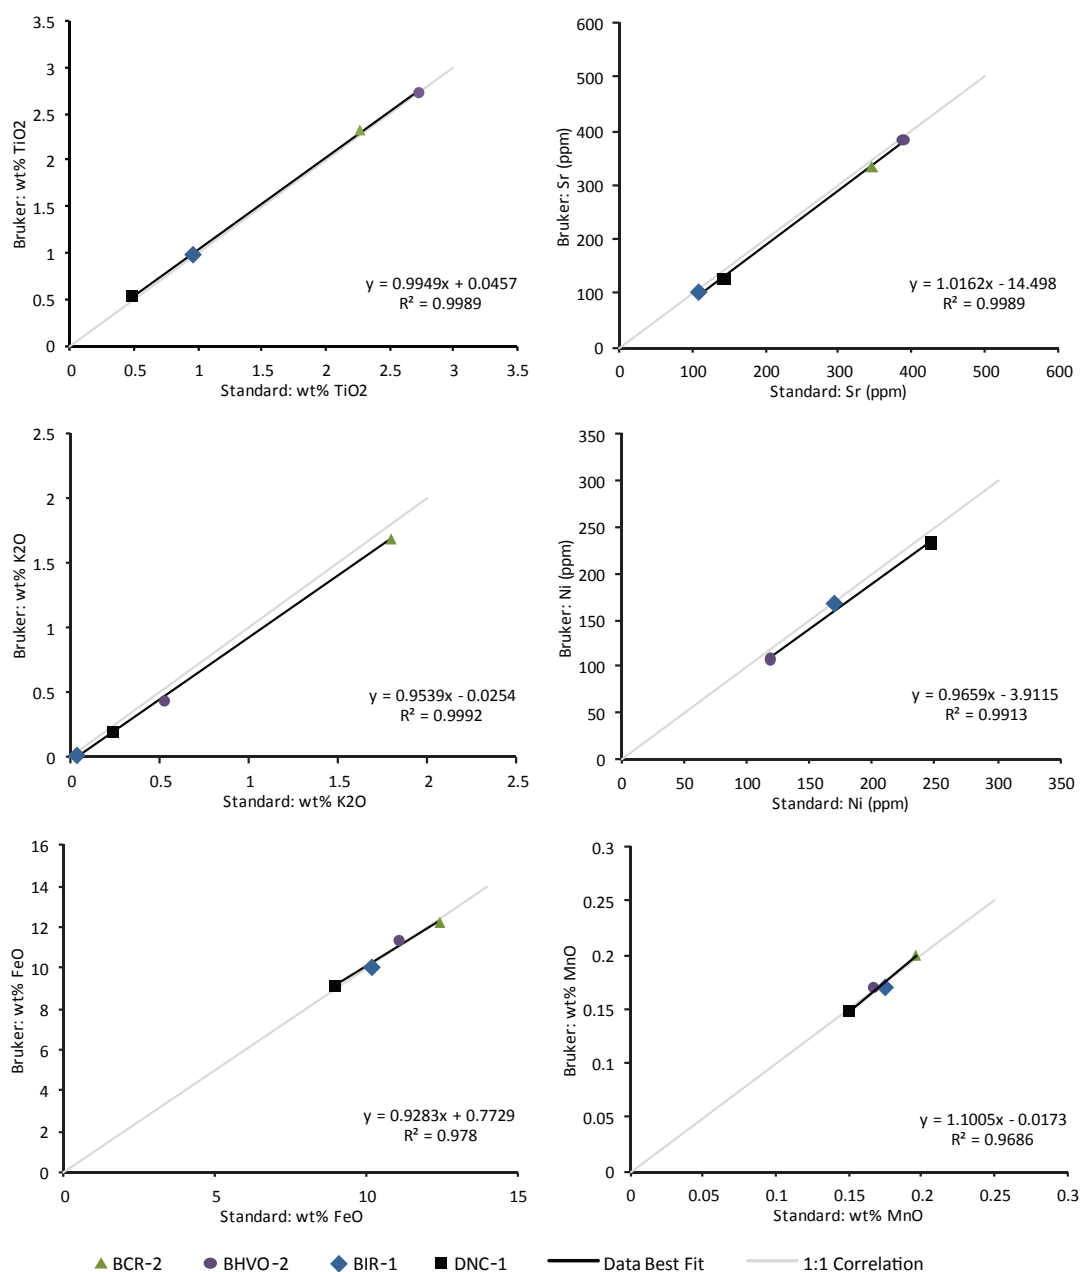 3.5
3
2.5
2
1.5
1
0.5
0
Bruker: wt% TiO2
y = 0.9949x + 0.0457
R² = 0.9989
0 0.5 1 1.5 2 2.5 3 3.5
Standard: wt% TiO2
600
500
400
300
200
100
0
Bruker: Sr (ppm)
y = 1.0162x - 14.498
R² = 0.9989
0 100 200 300 400 500 600
Standard: Sr (ppm)
2.5
2
1.5
1
0.5
0
Bruker: wt% K2O
y = 0.9539x - 0.0254
R² = 0.9992
0 0.5 1 1.5 2 2.5
Standard: wt% K2O
350
300
250
200
150
100
50
0
Bruker: Ni (ppm)
y = 0.9659x - 3.9115
R² = 0.9913
0 50 100 150 200 250 300 350
Standard: Ni (ppm)
16
14
12
10
8
6
4
2
0
Bruker: wt% FeO
y = 0.9283x + 0.7729
R² = 0.978
0 5 10 15
Standard: wt% FeO
0.3
0.25
0.2
0.15
0.1
0.05
0
Bruker: wt% MnO
y = 1.1005x - 0.0173
R² = 0.9686
0 0.05 0.1 0.15 0.2 0.25 0.3
Standard: wt% MnO
BCR-2 BHVO-2 BIR-1 DNC-1 Data Best Fit 1:1 Correlation